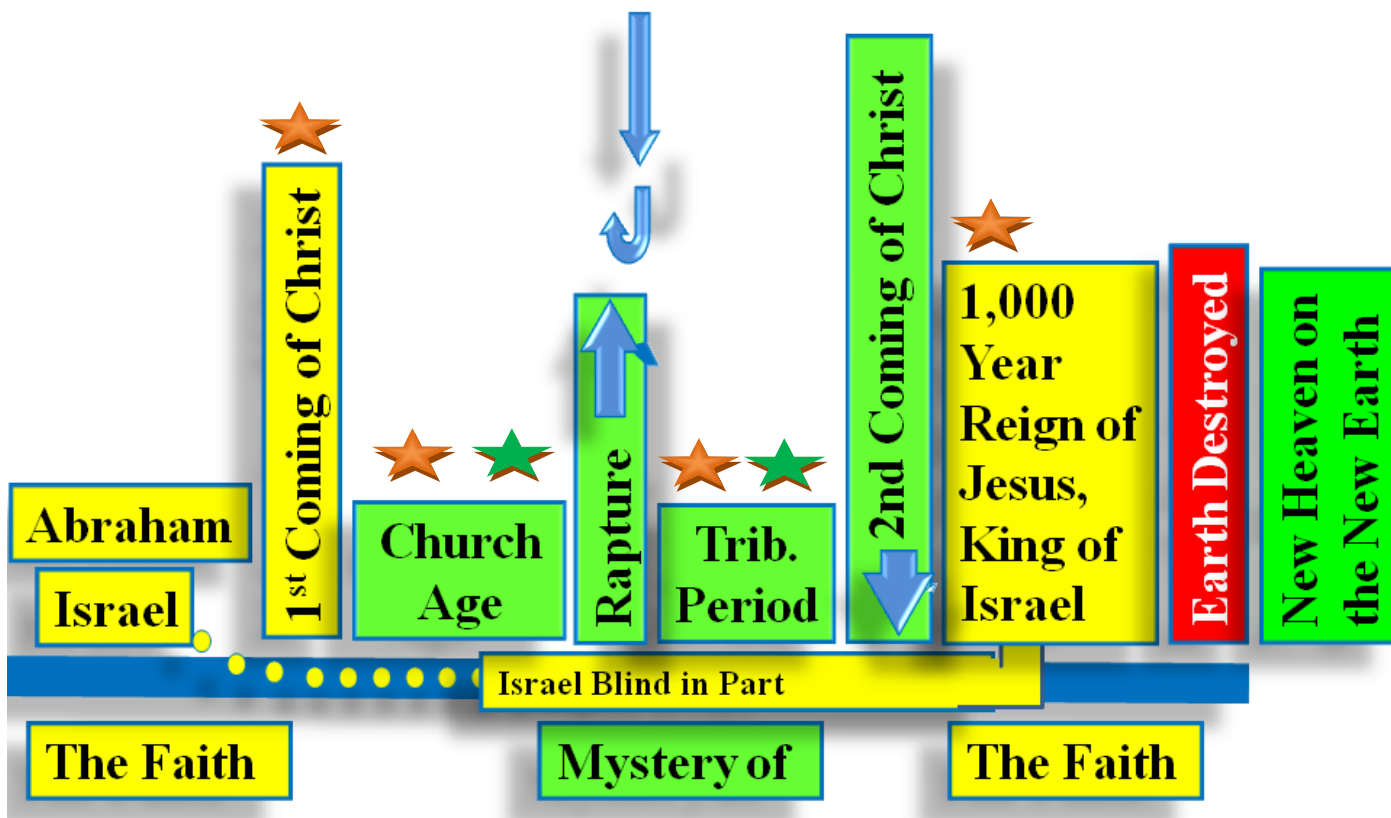 Abraham
Israel
1st Coming of Christ
Church
Age
Rapture
Trib.
Period
2nd Coming of Christ
1,000
Year
Reign of
Jesus,
King of
Israel
Earth Destroyed
New Heaven on
the New Earth
Israel Blind in Part
The Faith
Mystery of
The Faith